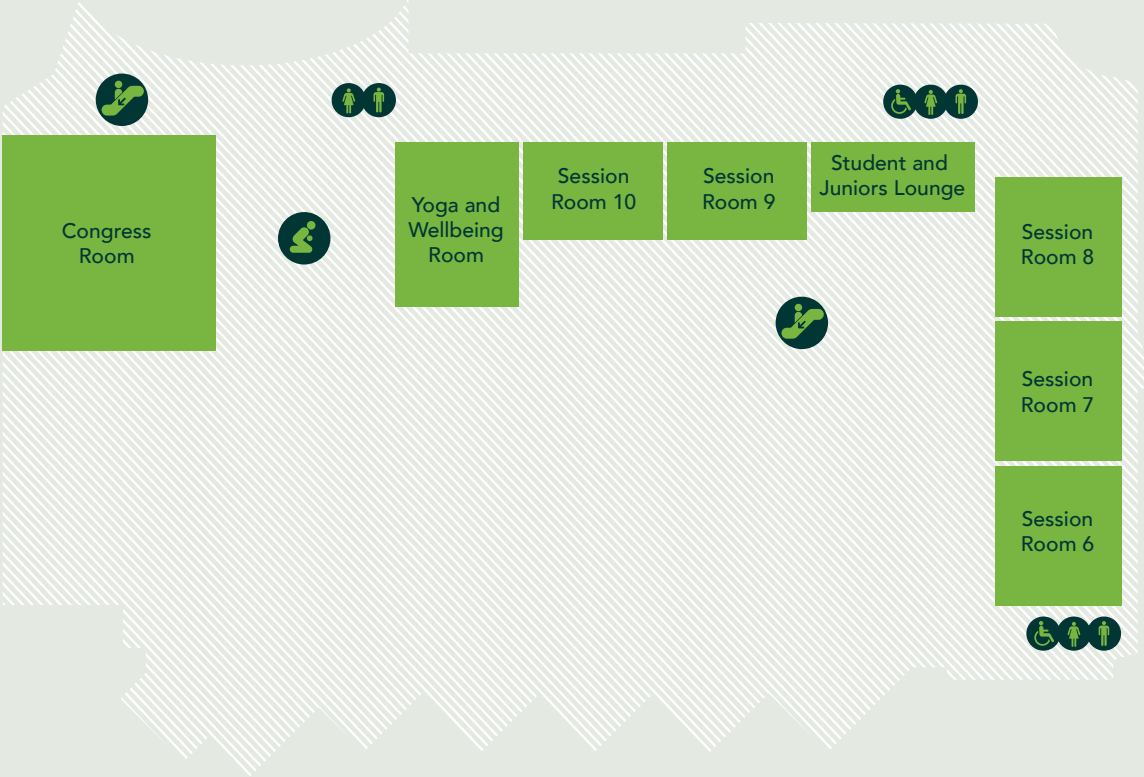 Congress
Room
Yoga and
Wellbeing
Room
Session
Room 10
Session
Room 9
Student and
Juniors Lounge
Session
Room 8
Session
Room 7
Session
Room 6